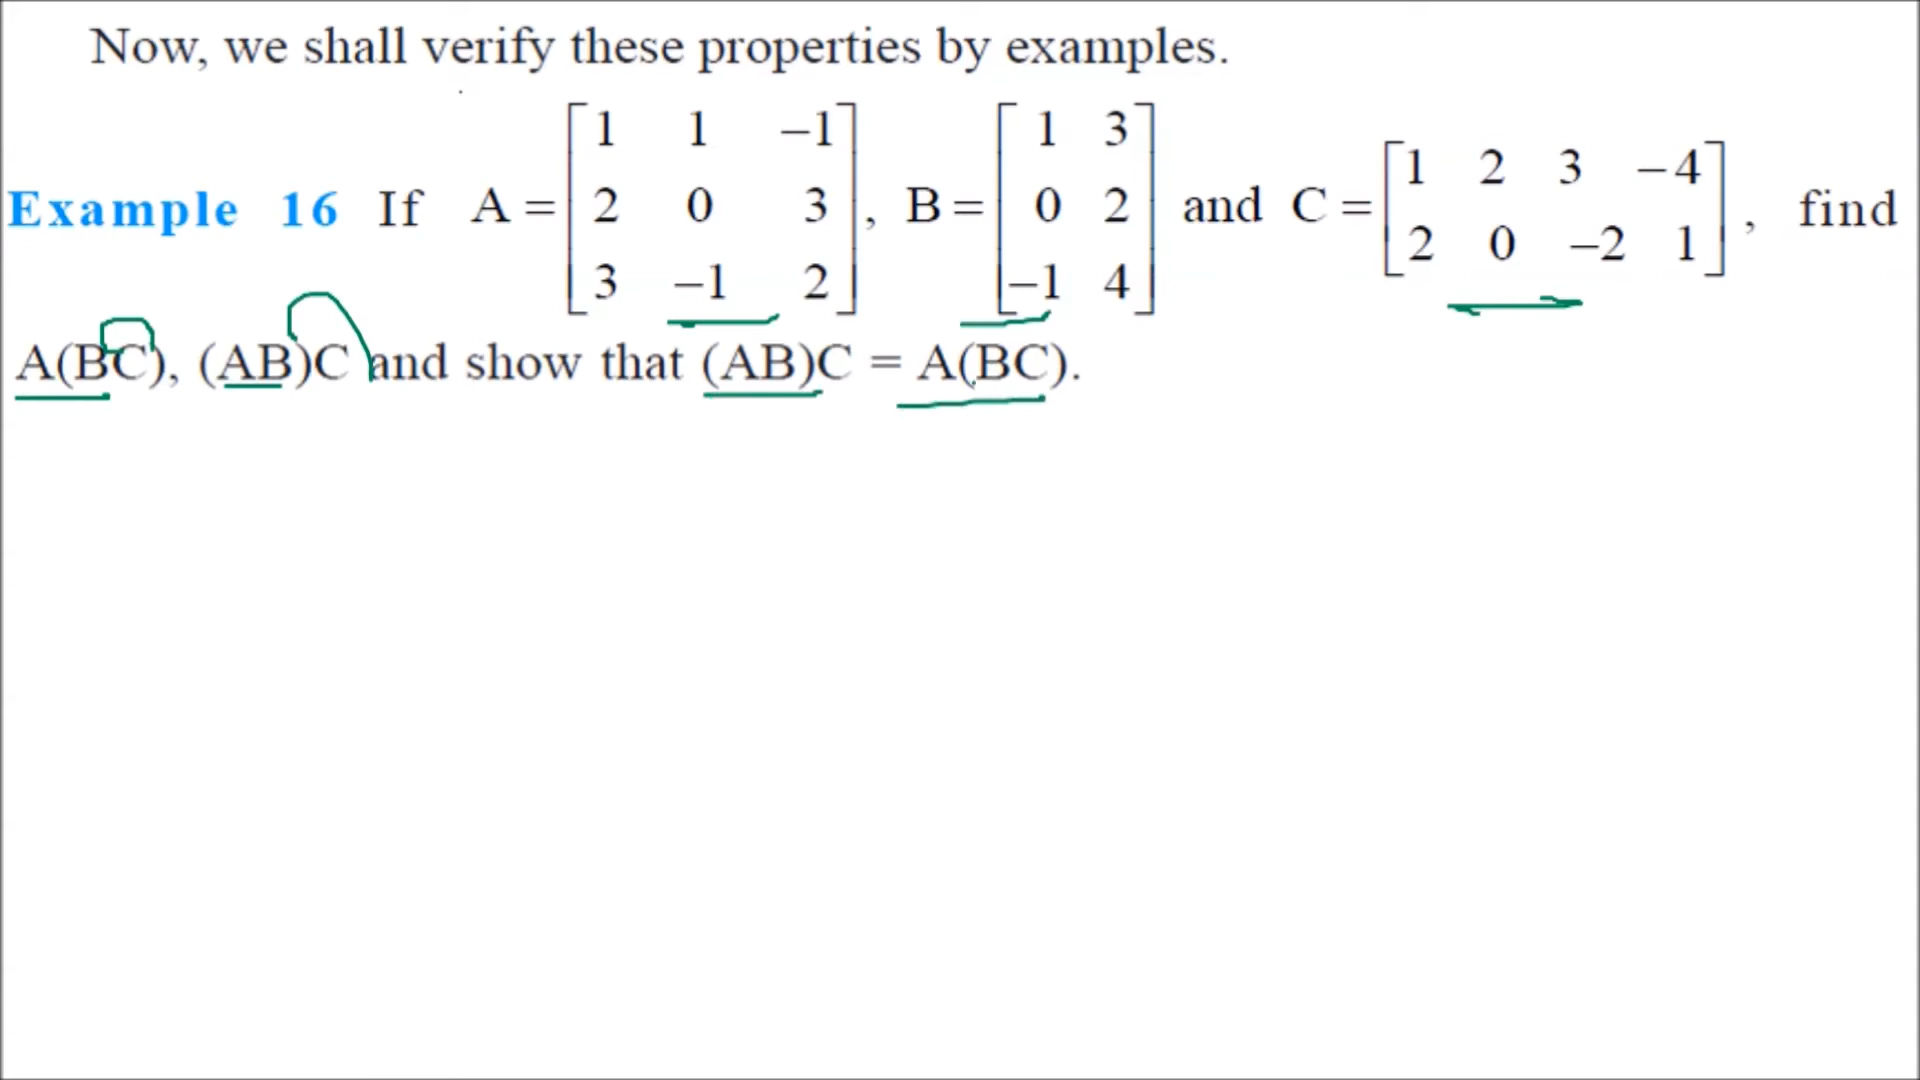 Now, we shall verify these properties by examples.
Example 16 If A = [1 1 –1; 2 0 3; 3 –1 2], B = [1 3; 0 2; –1 4] and C = [1 2 3 –4; 2 0 –2 1], find
A(BC), (AB)C and show that (AB)C = A(BC).